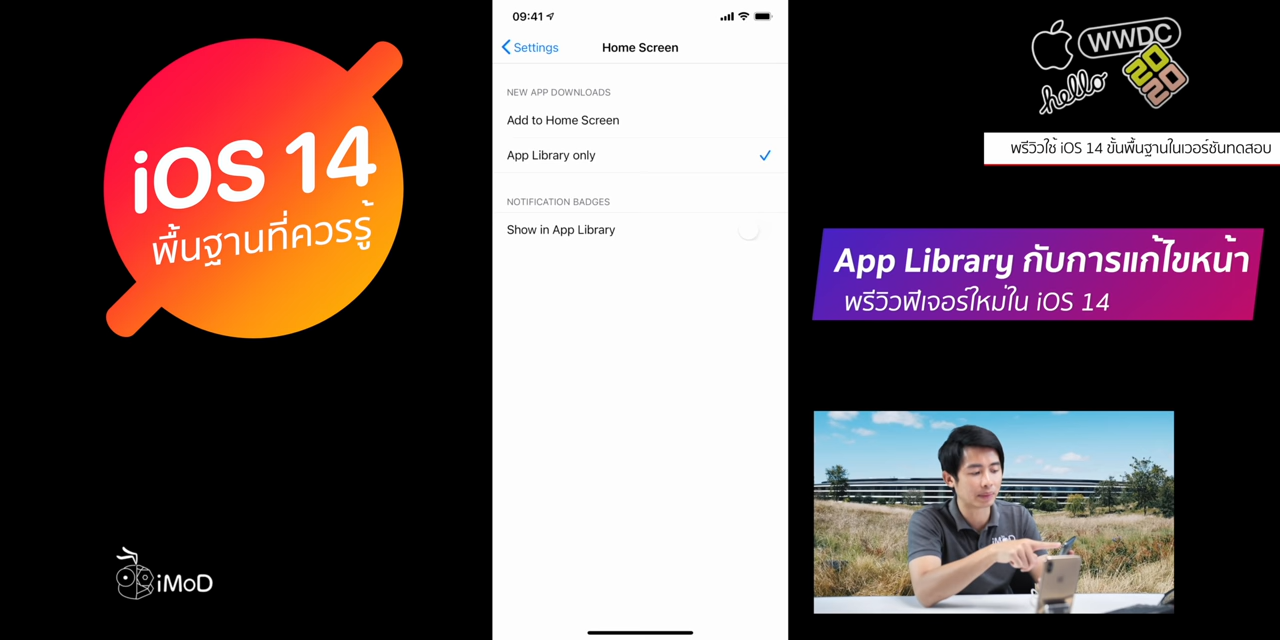 iOS 14
พื้นฐานที่ควรรู้
iMoD
09:41
Settings
Home Screen
NEW APP DOWNLOADS
Add to Home Screen
App Library only
NOTIFICATION BADGES
Show in App Library
WWDC
20
20
hello
พรีวิวใช้ iOS 14 ขั้นพื้นฐานในเวอร์ชันทดสอบ
App Library กับการแก้ไขหน้า
พรีวิวฟีเจอร์ใหม่ใน iOS 14
iMoD